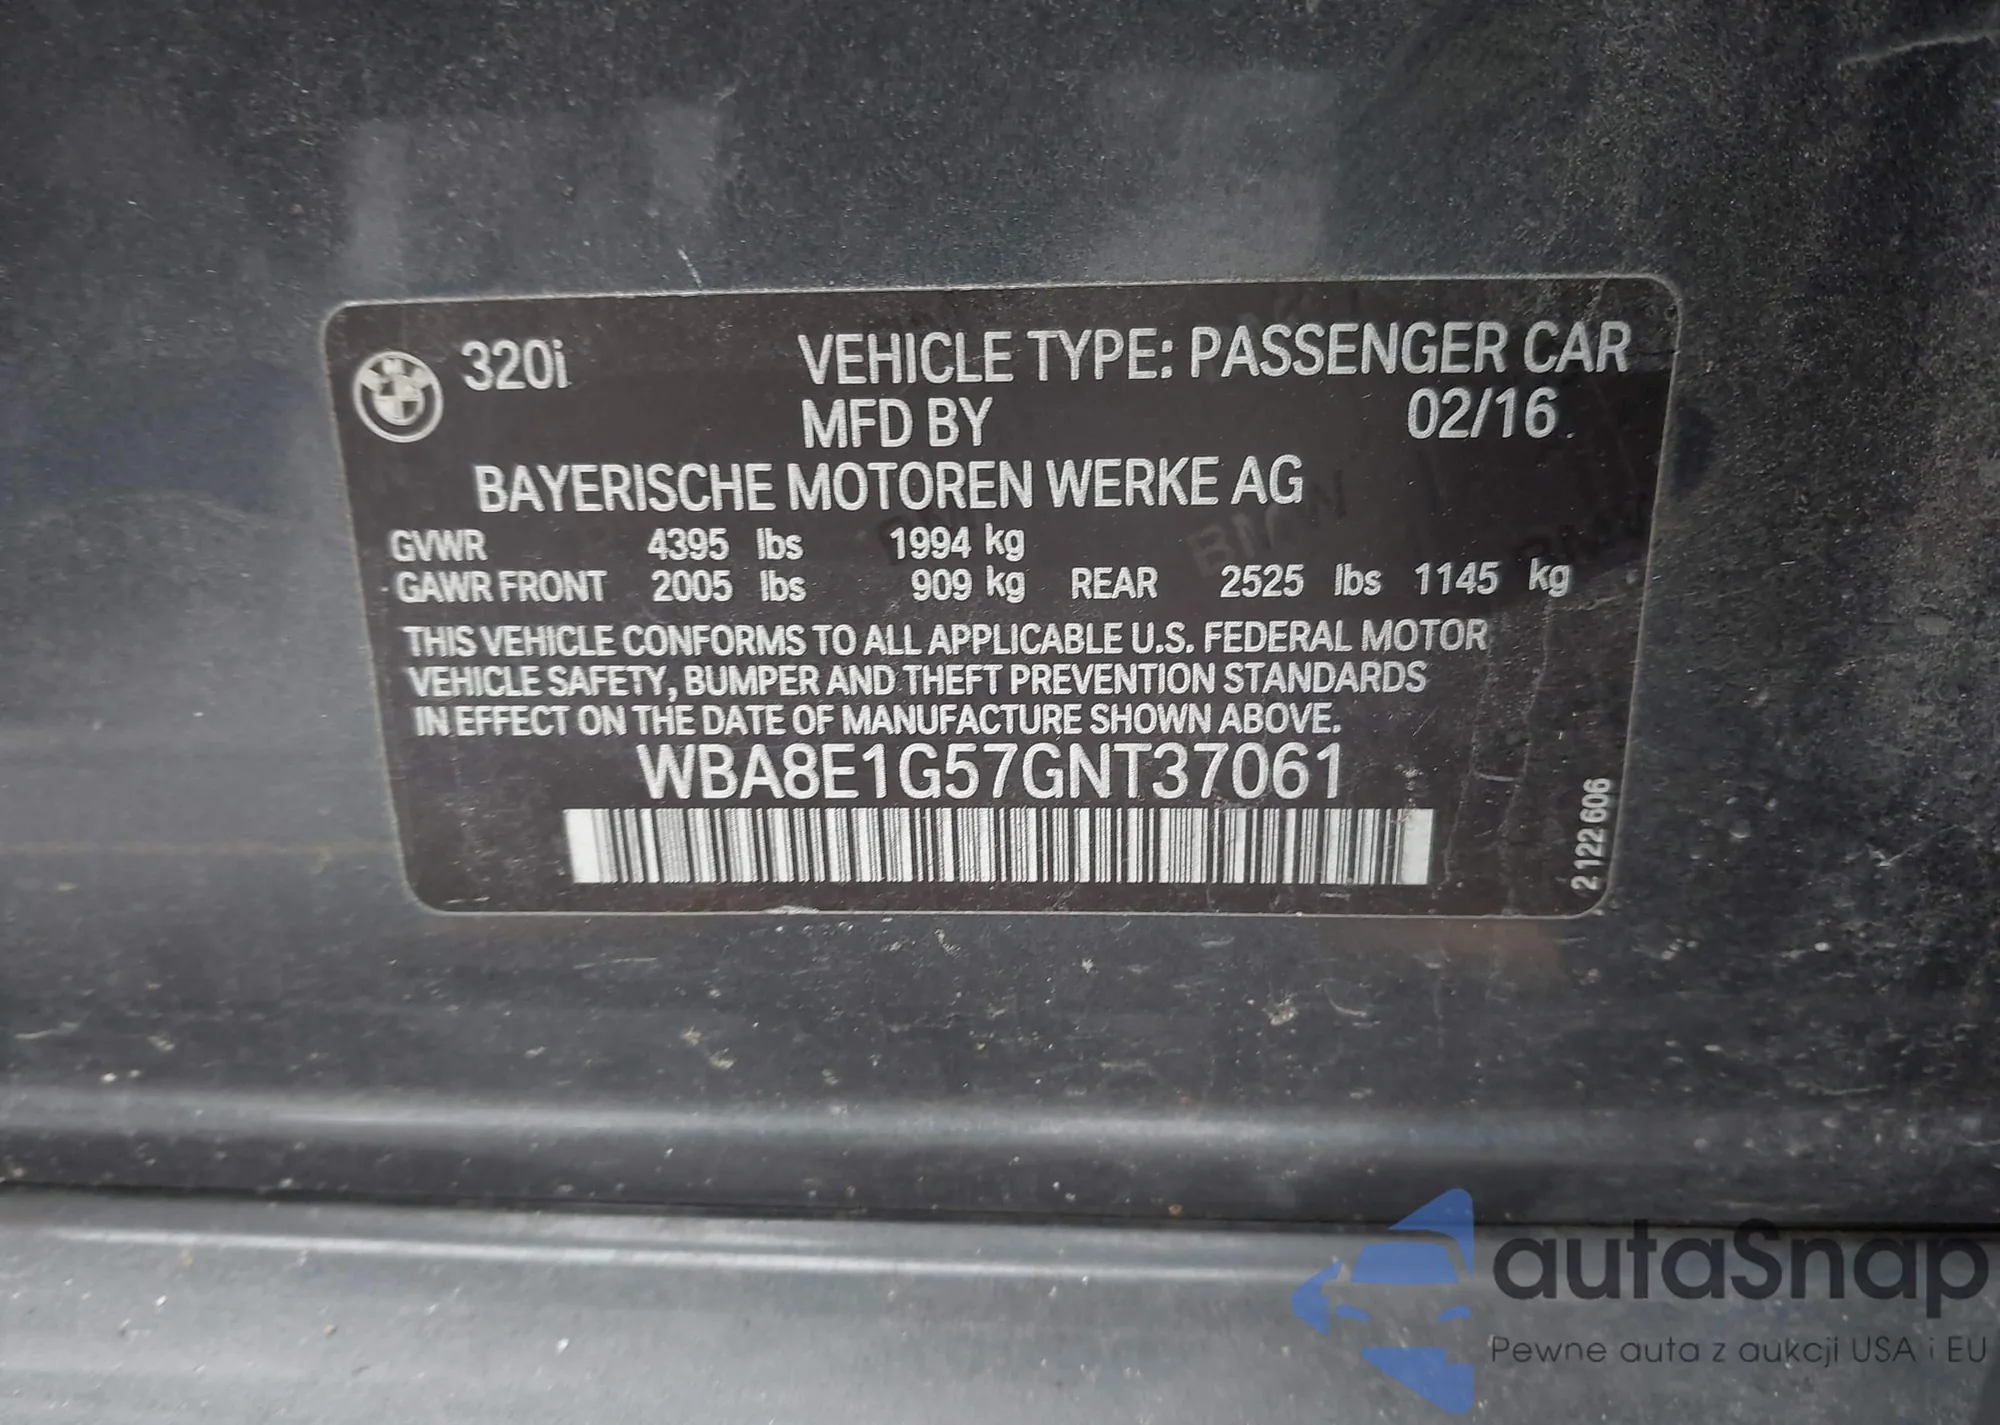 320i
VEHICLE TYPE: PASSENGER CAR
MFD BY 02/16
BAYERISCHE MOTOREN WERKE AG
GVWR 4395 lbs 1994 kg
GAWR FRONT 2005 lbs 909 kg REAR 2525 lbs 1145 kg
THIS VEHICLE CONFORMS TO ALL APPLICABLE U.S. FEDERAL MOTOR
VEHICLE SAFETY, BUMPER AND THEFT PREVENTION STANDARDS
IN EFFECT ON THE DATE OF MANUFACTURE SHOWN ABOVE.
WBA8E1G57GNT37061
2 122 606
autaSnap
Pewne auta z aukcji USA i EU